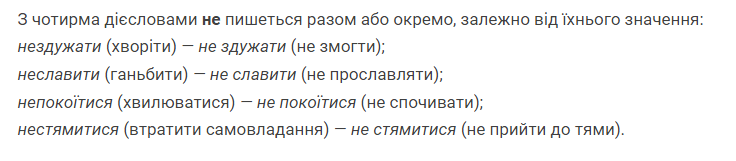 З чотирма дієсловами не пишеться разом або окремо, залежно від їхнього значення:
нездужати (хворіти) — не здужати (не змогти);
неславити (ганьбити) — не славити (не прославляти);
непокоїтися (хвилюватися) — не покоїтися (не спочивати);
нестямитися (втратити самовладання) — не стямитися (не прийти до тями).